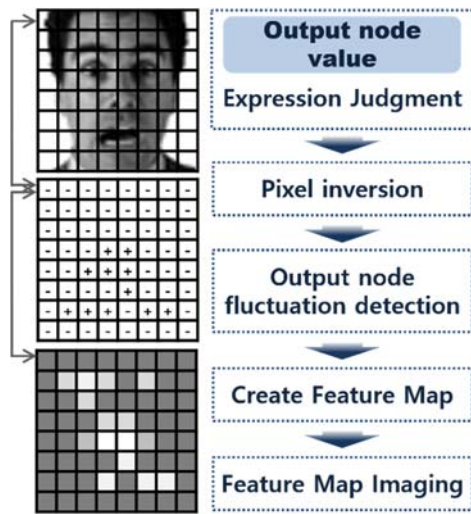 Output node
value
Expression Judgment
Pixel inversion
- - - - - - - -
- - - - - - - -
- - - - - - - -
- - - + + - - -
- - + + + - - -
- - - - + - - -
- + + + - + + -
- - - - - - - -
Output node
fluctuation detection
Create Feature Map
Feature Map Imaging